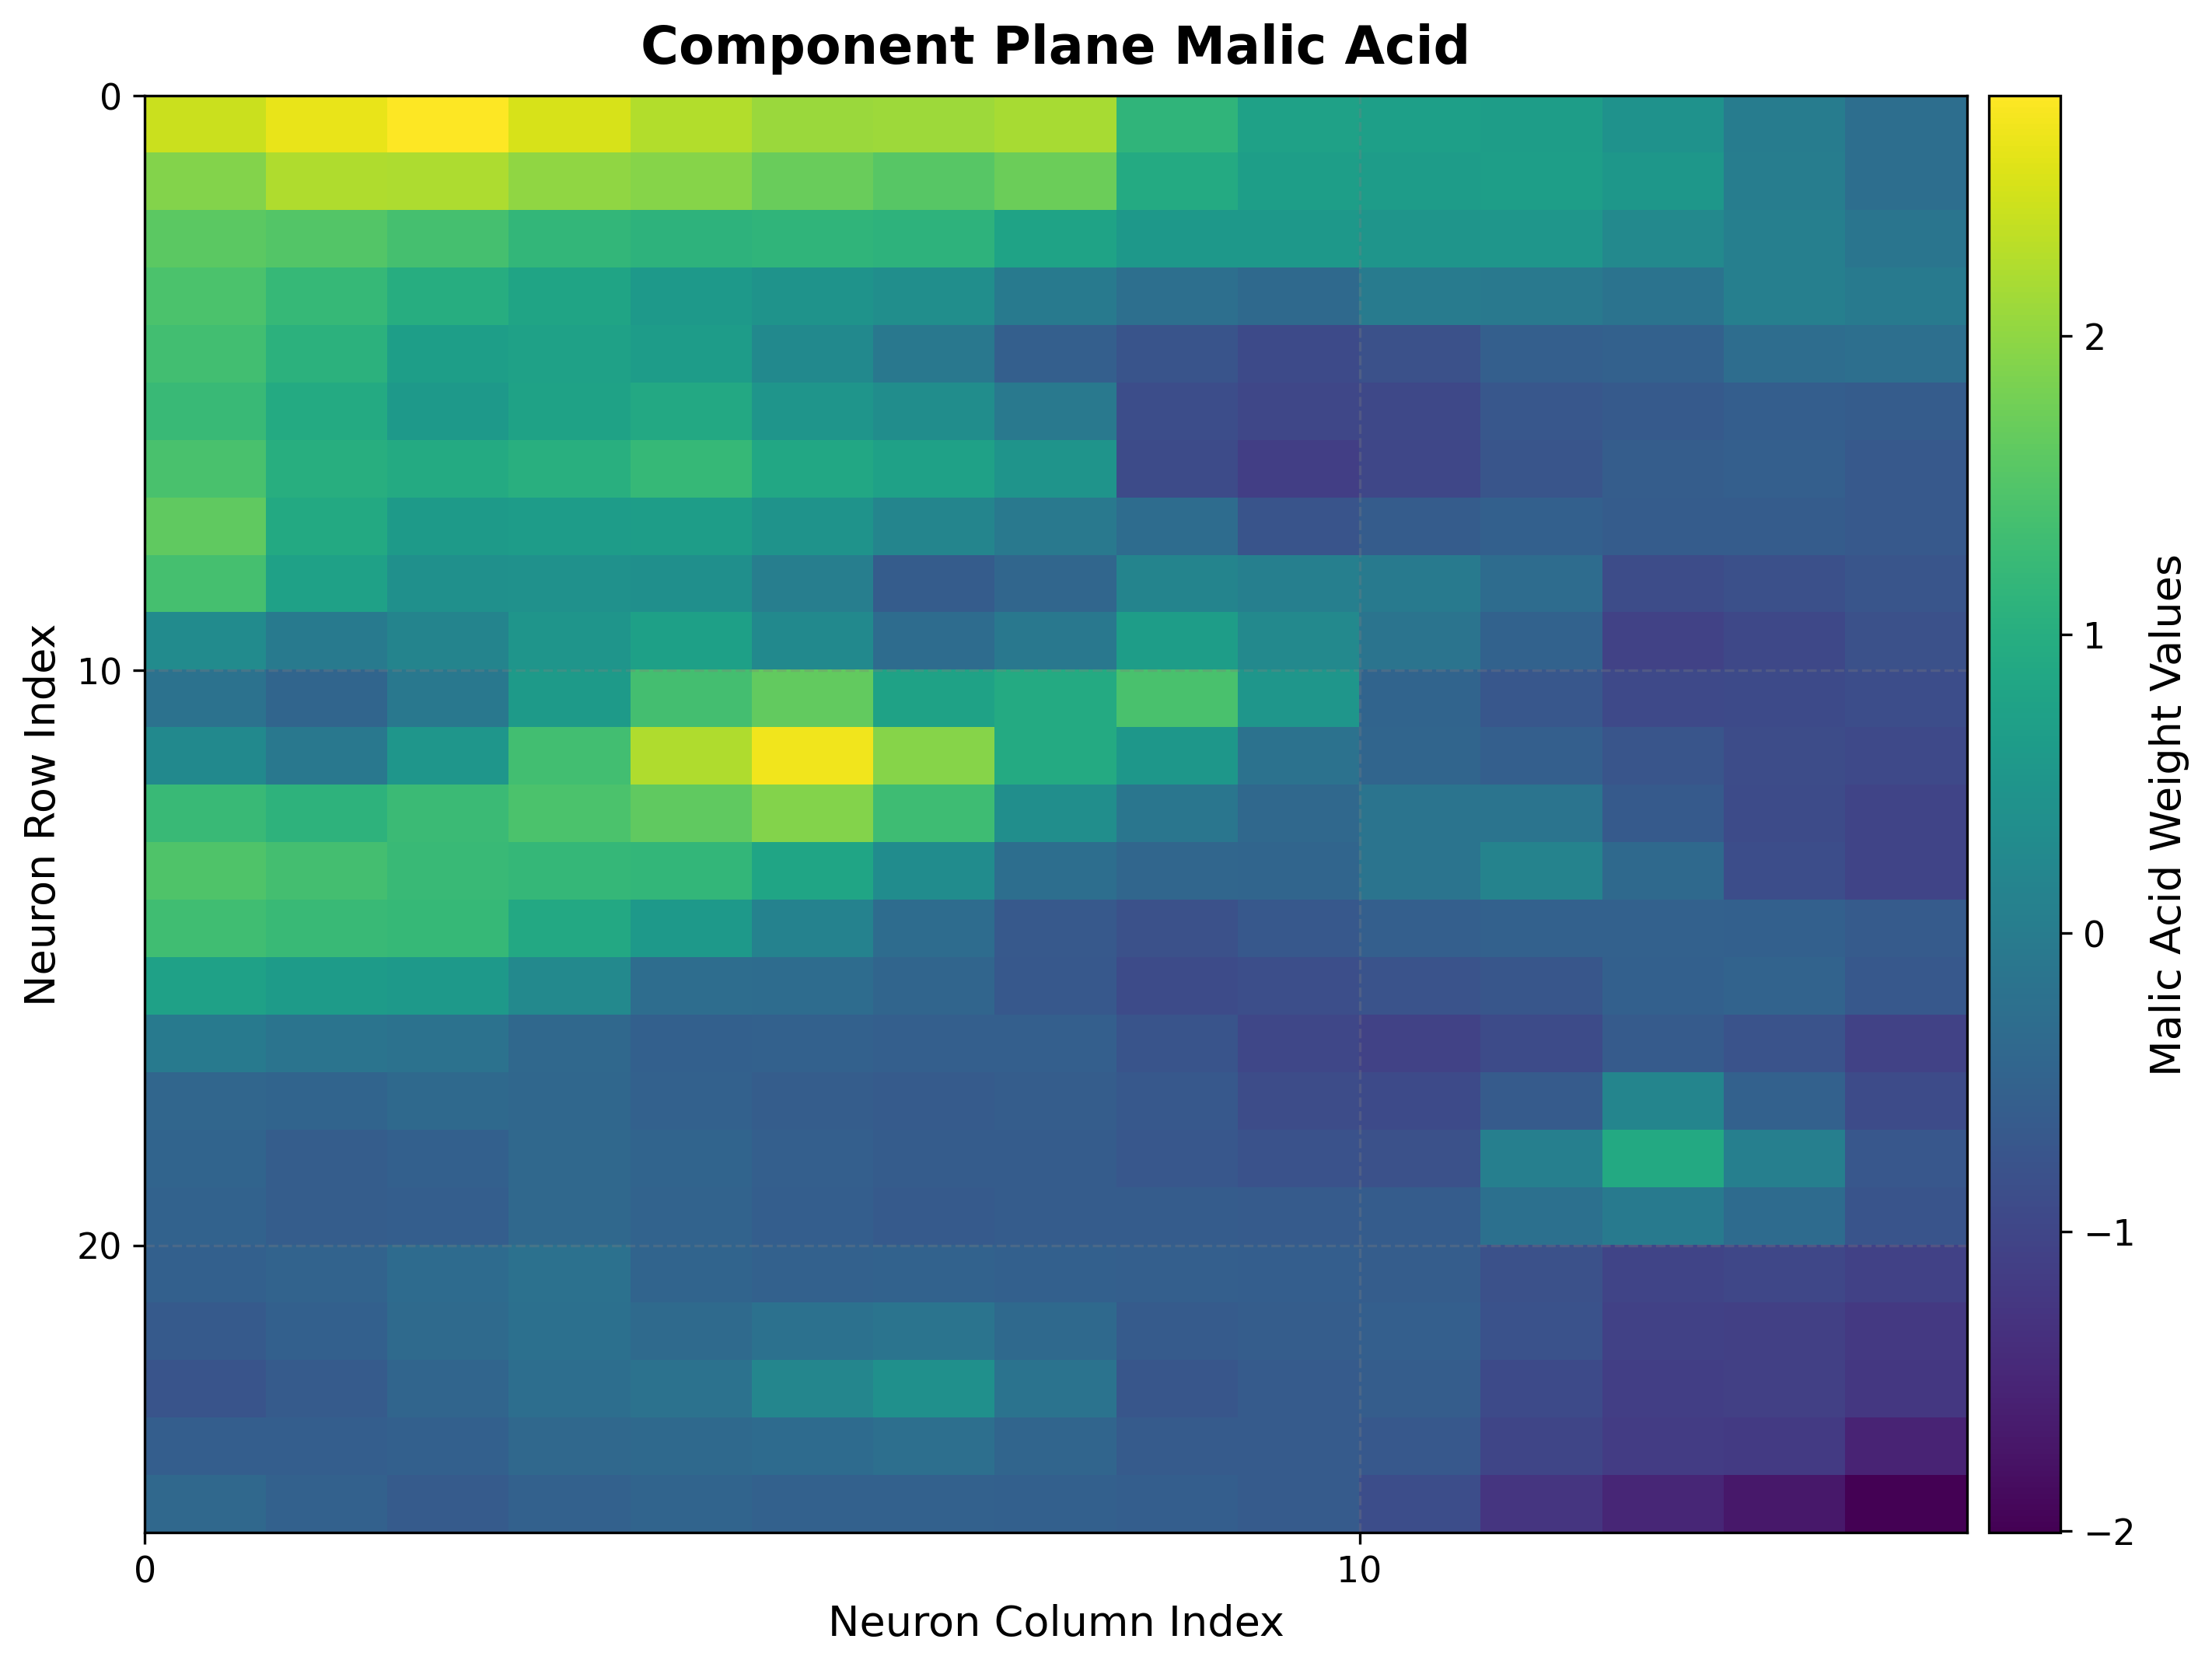 Component Plane Malic Acid
0
10
20
Neuron Row Index
0
10
Neuron Column Index
2
1
0
−1
−2
Malic Acid Weight Values